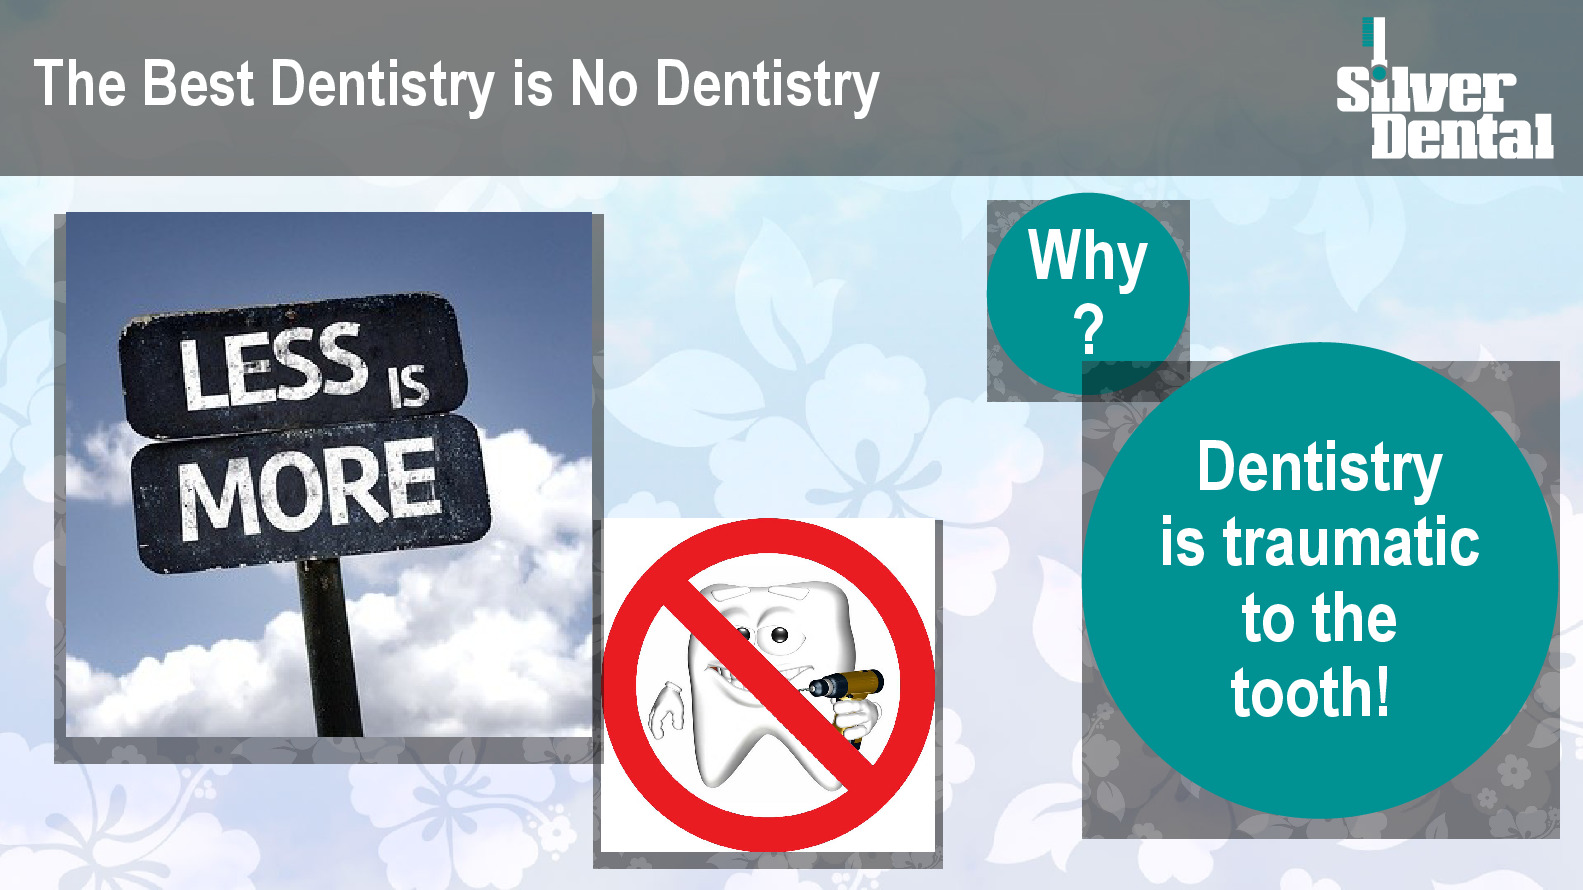 The Best Dentistry is No Dentistry
Silver
Dental
LESS IS
MORE
Why
?
Dentistry
is traumatic
to the
tooth!